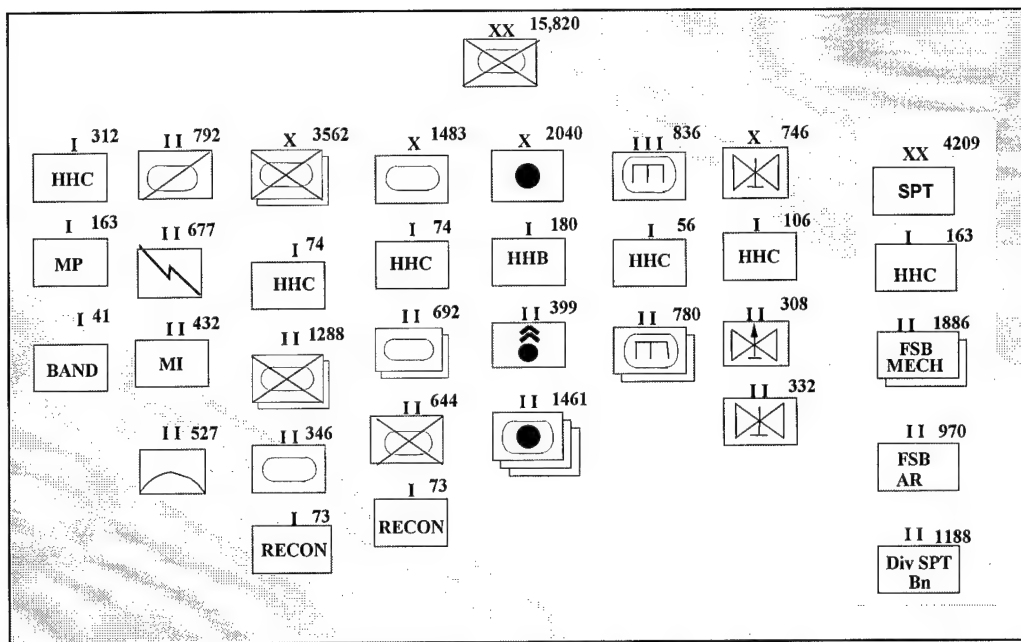 XX 15,820
I 312
HHC
II 792
X 3562
X 1483
X 2040
III 836
X 746
XX 4209
SPT
I 163
MP
II 677
I 74
HHC
I 74
HHC
I 180
HHB
I 56
HHC
I 106
HHC
I 163
HHC
I 41
BAND
II 432
MI
II 1288
II 692
II 399
II 780
II 308
II 1886
FSB
MECH
II 527
II 346
II 644
II 1461
II 332
II 970
FSB
AR
I 73
RECON
I 73
RECON
II 1188
Div SPT
Bn